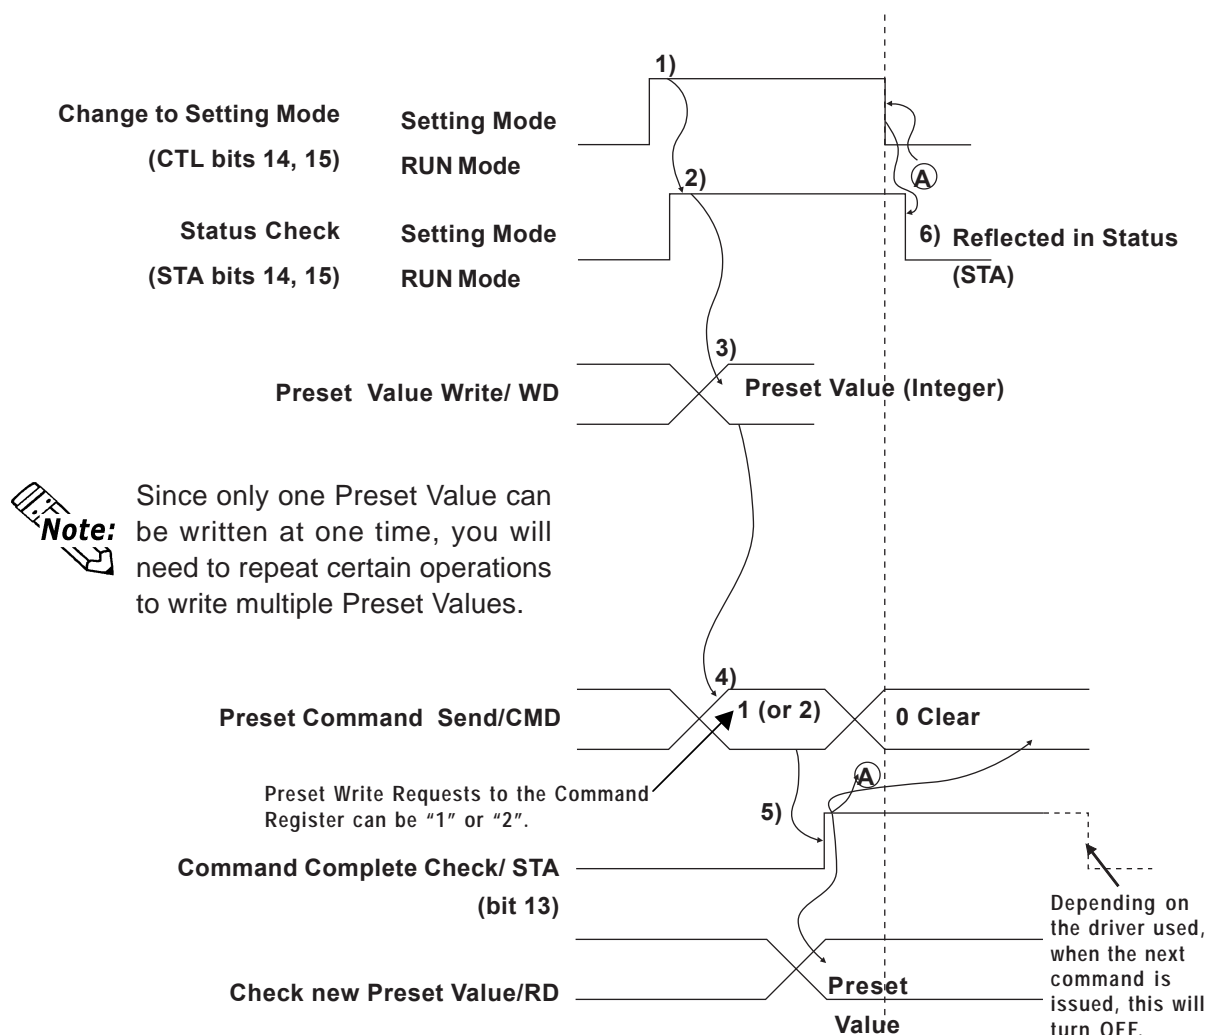 1)
Change to Setting Mode
(CTL bits 14, 15)
Setting Mode
RUN Mode
A
2)
Status Check
(STA bits 14, 15)
Setting Mode
RUN Mode
6) Reflected in Status
(STA)
3)
Preset Value Write/ WD
Preset Value (Integer)
Note:
Since only one Preset Value can
be written at one time, you will
need to repeat certain operations
to write multiple Preset Values.
4)
Preset Command Send/CMD
1 (or 2)
0 Clear
A
Preset Write Requests to the Command
Register can be “1” or “2”.
5)
Command Complete Check/ STA
(bit 13)
Depending on
the driver used,
when the next
command is
issued, this will
turn OFF.
Check new Preset Value/RD
Preset
Value